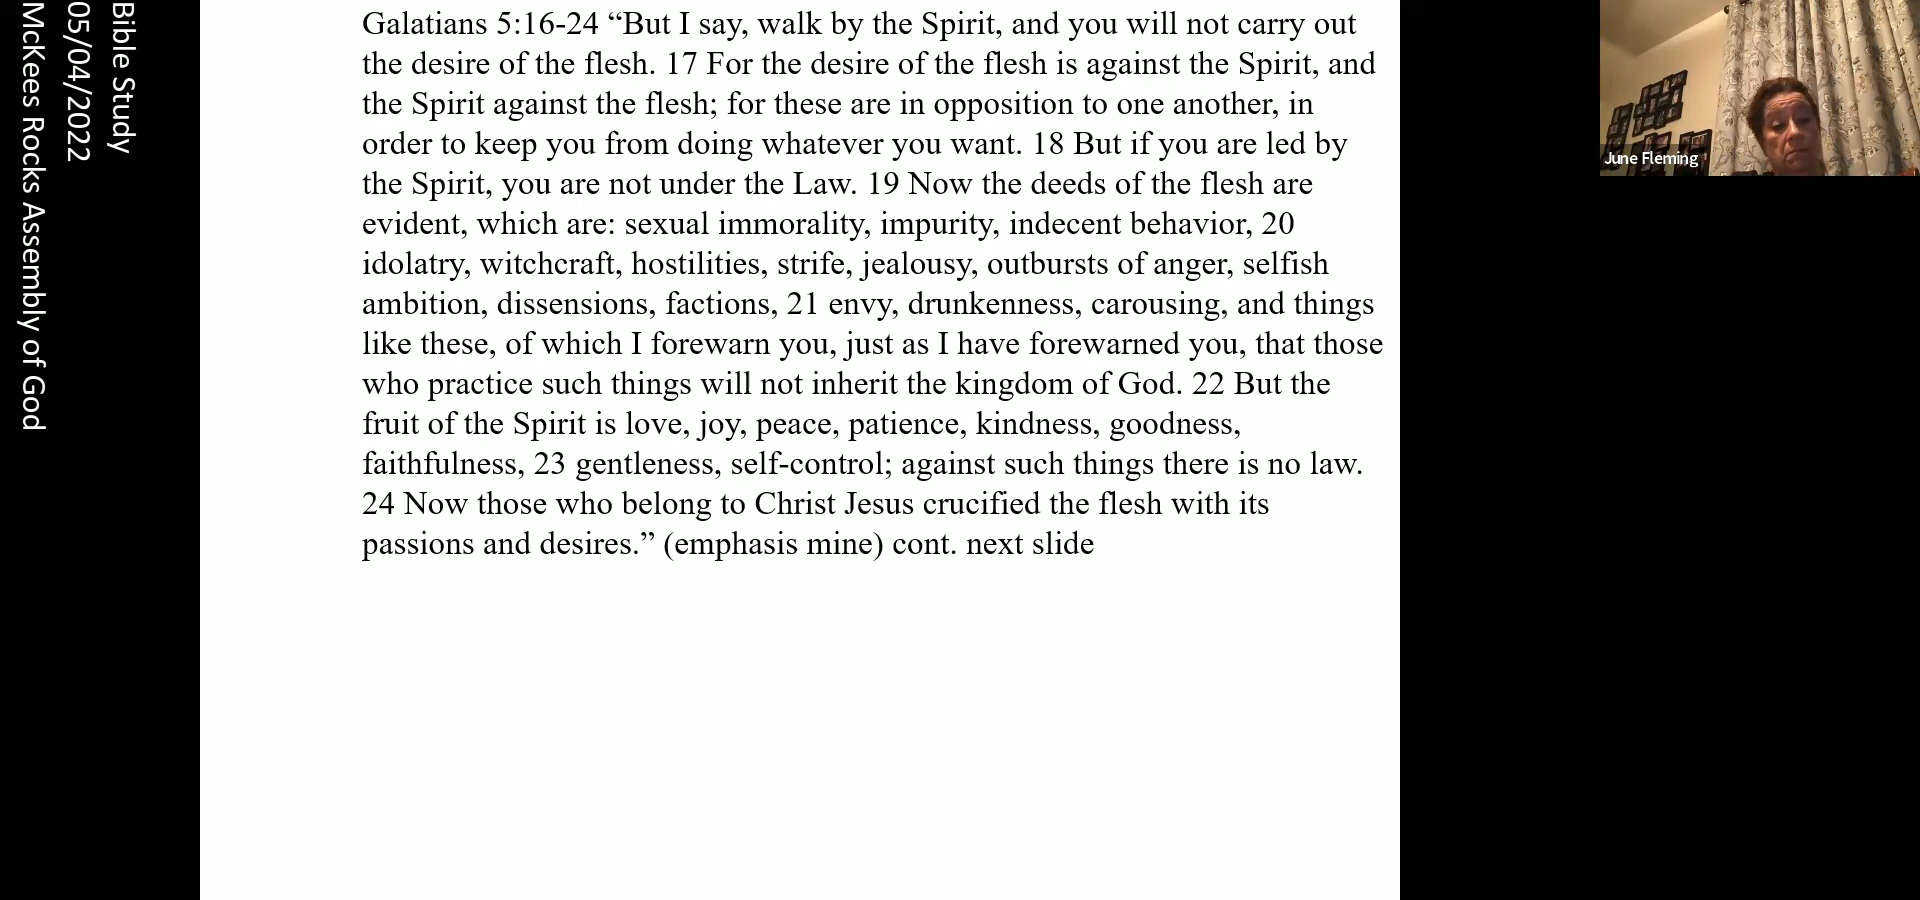 Bible Study
05/04/2022
McKees Rocks Assembly of God
Galatians 5:16-24 “But I say, walk by the Spirit, and you will not carry out
the desire of the flesh. 17 For the desire of the flesh is against the Spirit, and
the Spirit against the flesh; for these are in opposition to one another, in
order to keep you from doing whatever you want. 18 But if you are led by
the Spirit, you are not under the Law. 19 Now the deeds of the flesh are
evident, which are: sexual immorality, impurity, indecent behavior, 20
idolatry, witchcraft, hostilities, strife, jealousy, outbursts of anger, selfish
ambition, dissensions, factions, 21 envy, drunkenness, carousing, and things
like these, of which I forewarn you, just as I have forewarned you, that those
who practice such things will not inherit the kingdom of God. 22 But the
fruit of the Spirit is love, joy, peace, patience, kindness, goodness,
faithfulness, 23 gentleness, self-control; against such things there is no law.
24 Now those who belong to Christ Jesus crucified the flesh with its
passions and desires.” (emphasis mine) cont. next slide
June Fleming